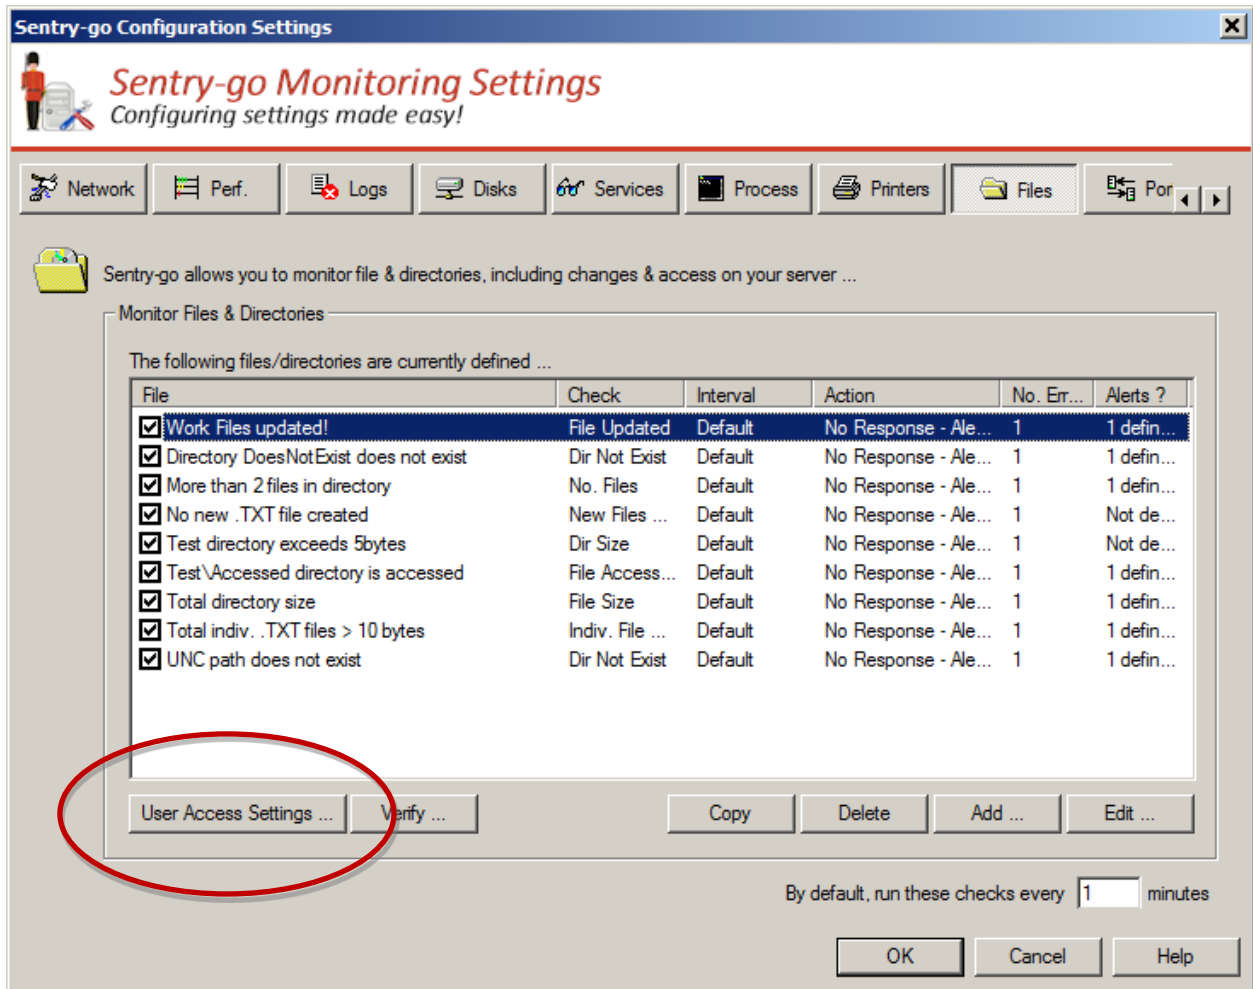 Sentry-go Configuration Settings
Sentry-go Monitoring Settings
Configuring settings made easy!
Network Perf. Logs Disks Services Process Printers Files Por
Sentry-go allows you to monitor file & directories, including changes & access on your server ...
Monitor Files & Directories
The following files/directories are currently defined ...
File Check Interval Action No. Err... Alerts ?
Work Files updated! File Updated Default No Response - Ale... 1 1 defin...
Directory DoesNotExist does not exist Dir Not Exist Default No Response - Ale... 1 1 defin...
More than 2 files in directory No. Files Default No Response - Ale... 1 1 defin...
No new .TXT file created New Files ... Default No Response - Ale... 1 Not de...
Test directory exceeds 5bytes Dir Size Default No Response - Ale... 1 Not de...
Test\Accessed directory is accessed File Access... Default No Response - Ale... 1 1 defin...
Total directory size File Size Default No Response - Ale... 1 1 defin...
Total indiv. .TXT files > 10 bytes Indiv. File ... Default No Response - Ale... 1 1 defin...
UNC path does not exist Dir Not Exist Default No Response - Ale... 1 1 defin...
User Access Settings ... Verify ... Copy Delete Add ... Edit ...
By default, run these checks every 1 minutes
OK Cancel Help